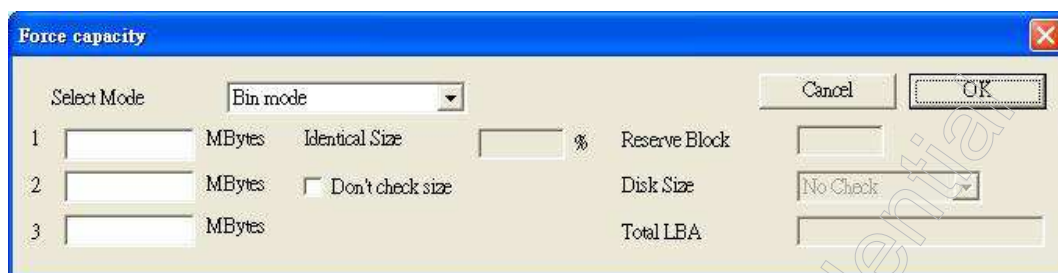 Force capacity
Select Mode Bin mode Cancel OK
1 MBytes Identical Size % Reserve Block
2 MBytes Don't check size Disk Size No Check
3 MBytes Total LBA